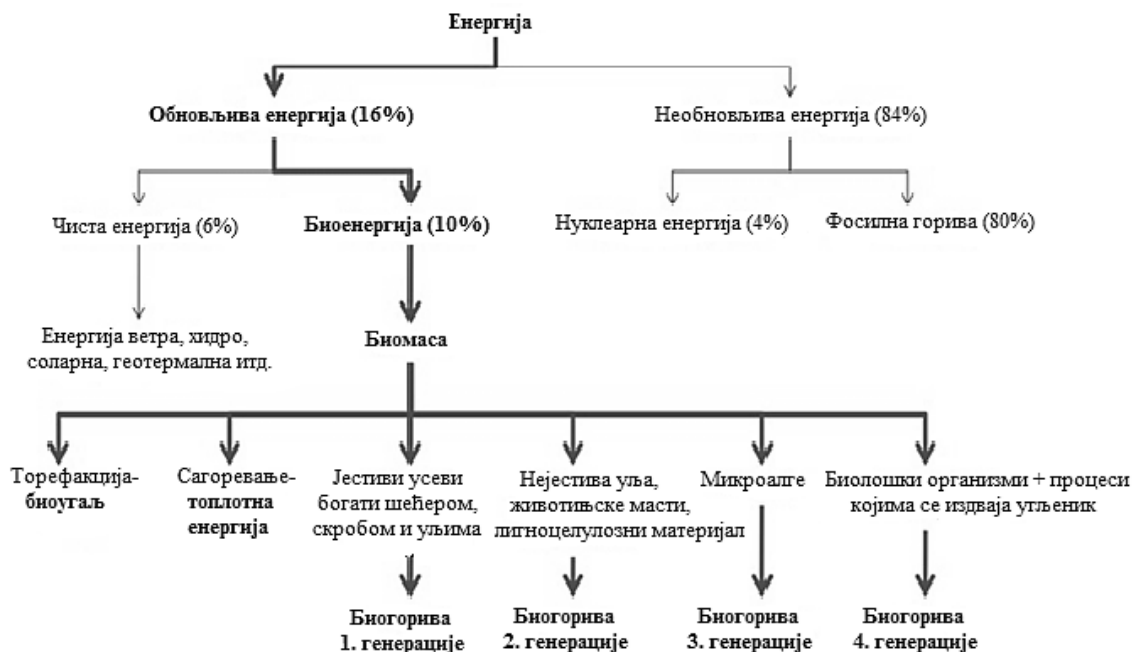 Енергија
Обновљива енергија (16%)
Необновљива енергија (84%)
Чиста енергија (6%)
Биоенергија (10%)
Нуклеарна енергија (4%)
Фосилна горива (80%)
Енергија ветра, хидро,
соларна, геотермална итд.
Биомаса
Торефакција-
биоугаљ
Сагоревање-
топлотна
енергија
Јестиви усеви
богати шећером,
скробом и уљима
Нејестива уља,
животињске масти,
лигноцелулозни материјал
Микроалге
Биолошки организми + процеси
којима се издваја угљеник
Биогорива
1. генерације
Биогорива
2. генерације
Биогорива
3. генерације
Биогорива
4. генерације